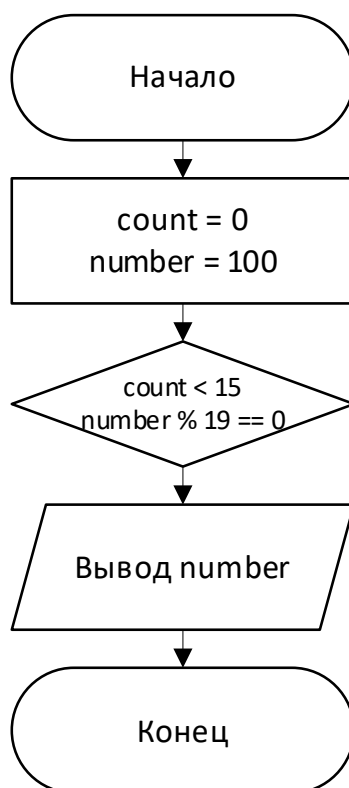 Начало
count = 0
number = 100
count < 15
number % 19 == 0
Вывод number
Конец